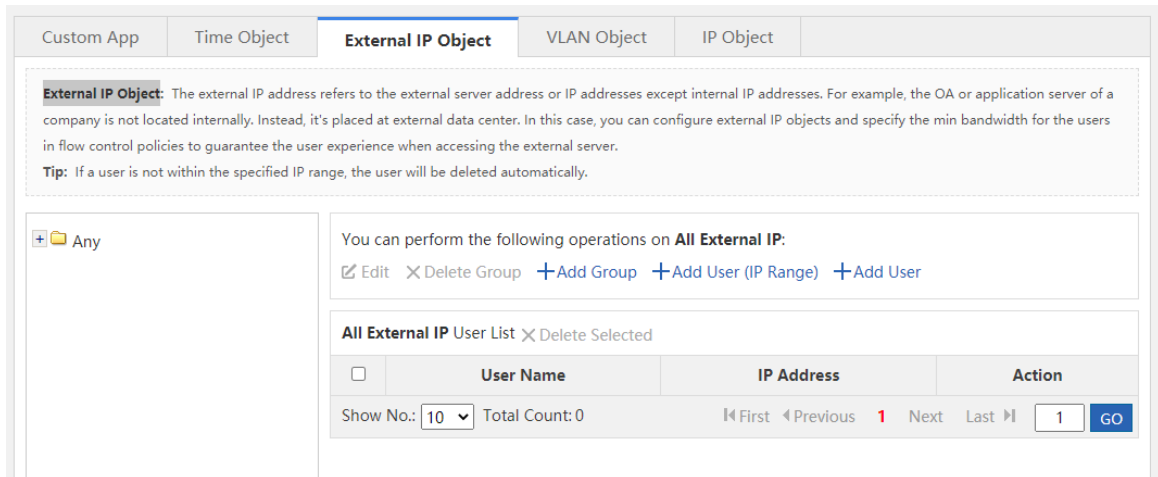 Custom App Time Object External IP Object VLAN Object IP Object
External IP Object: The external IP address refers to the external server address or IP addresses except internal IP addresses. For example, the OA or application server of a
company is not located internally. Instead, it's placed at external data center. In this case, you can configure external IP objects and specify the min bandwidth for the users
in flow control policies to guarantee the user experience when accessing the external server.
Tip: If a user is not within the specified IP range, the user will be deleted automatically.
Any
You can perform the following operations on All External IP:
Edit Delete Group Add Group Add User (IP Range) Add User
All External IP User List Delete Selected
User Name IP Address Action
Show No.: 10 Total Count: 0 First Previous 1 Next Last 1 GO